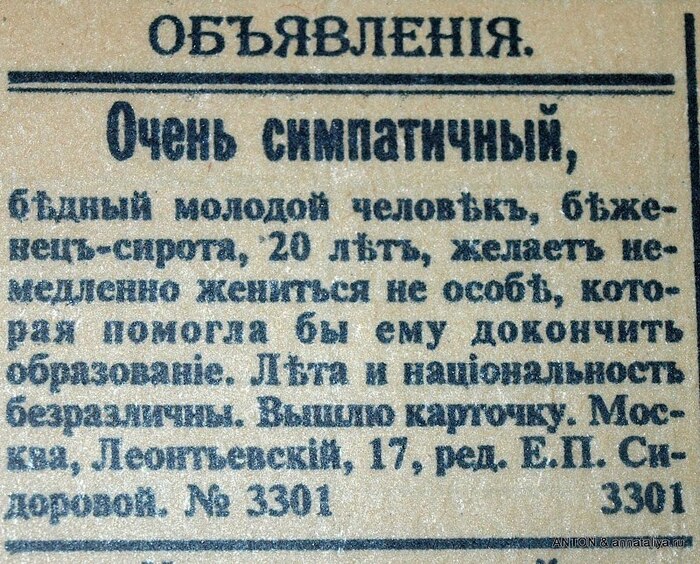 ОБЪЯВЛЕНІЯ.
Очень симпатичный,
бѣдный молодой человѣкъ, бѣже-
нецъ-сирота, 20 лѣтъ, желаетъ не-
медленно жениться не особѣ, кото-
рая помогла бы ему докончить
образованіе. Лѣта и національность
безразличны. Вышлю карточку. Мос-
ква, Леонтьевскій, 17, ред. Е.П. Си-
доровой. № 3301 3301
ANTON & annataliya.ru